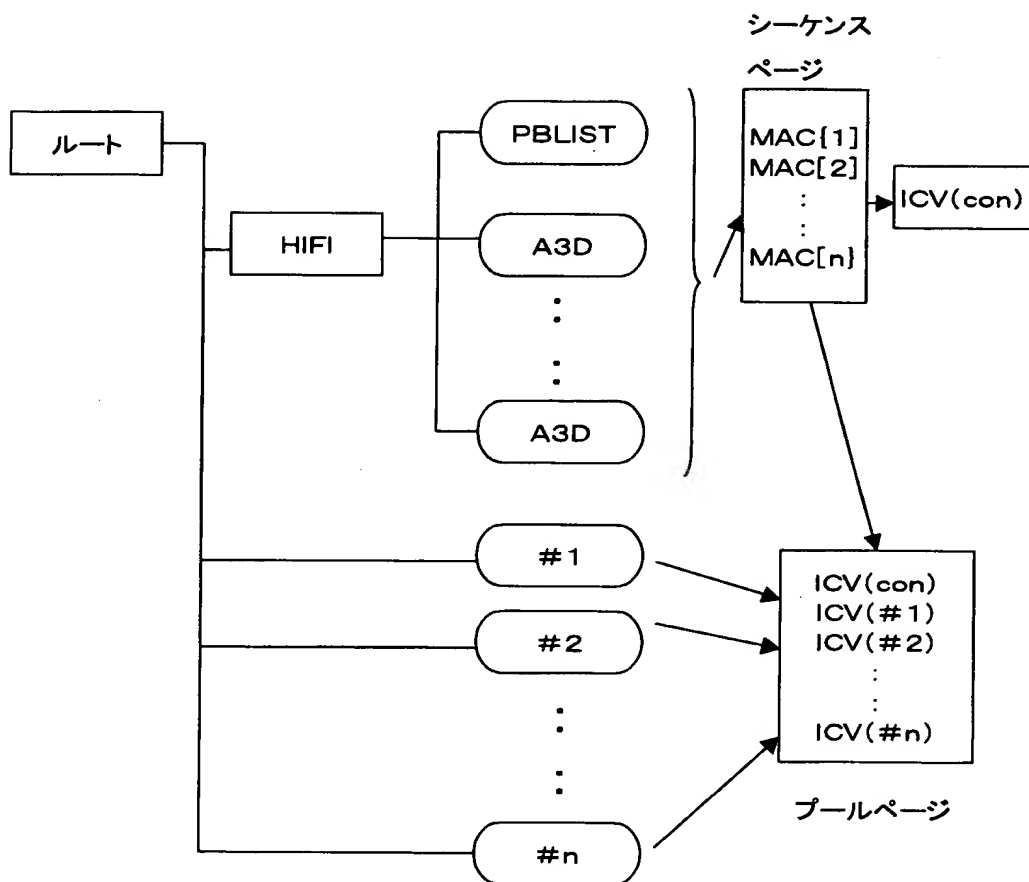 シーケンス
ページ
ルート
HIFI
PBLIST
A3D
A3D
MAC{1]
MAC[2]
MAC[n}
ICV(con)
#1
#2
#n
ICV(con)
ICV(#1)
ICV(#2)
ICV(#n)
プールページ